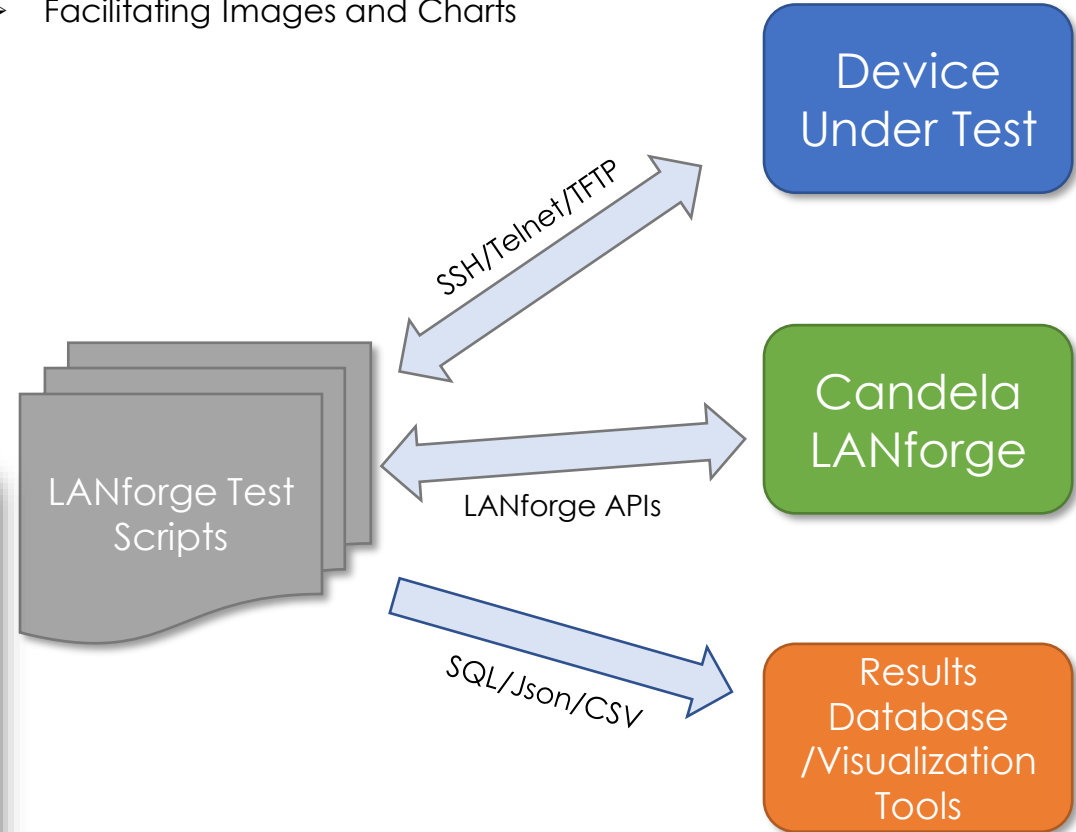 Facilitating Images and Charts
Device
Under Test
SSH/Telnet/TFTP
Candela
LANforge
LANforge Test
Scripts
LANforge APIs
SQL/Json/CSV
Results
Database
/Visualization
Tools